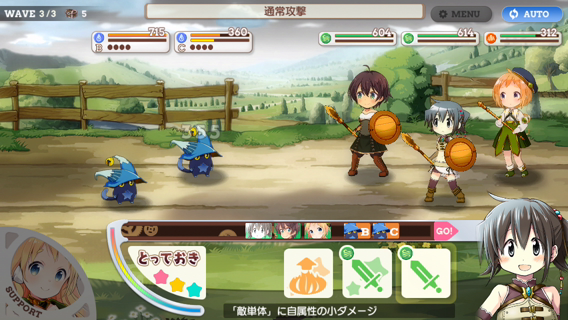 WAVE 3/3 5
通常攻撃
MENU
AUTO
715
B
360
C
604
614
312
B C GO!
とっておき
SUPPORT
「敵単体」に自属性の小ダメージ